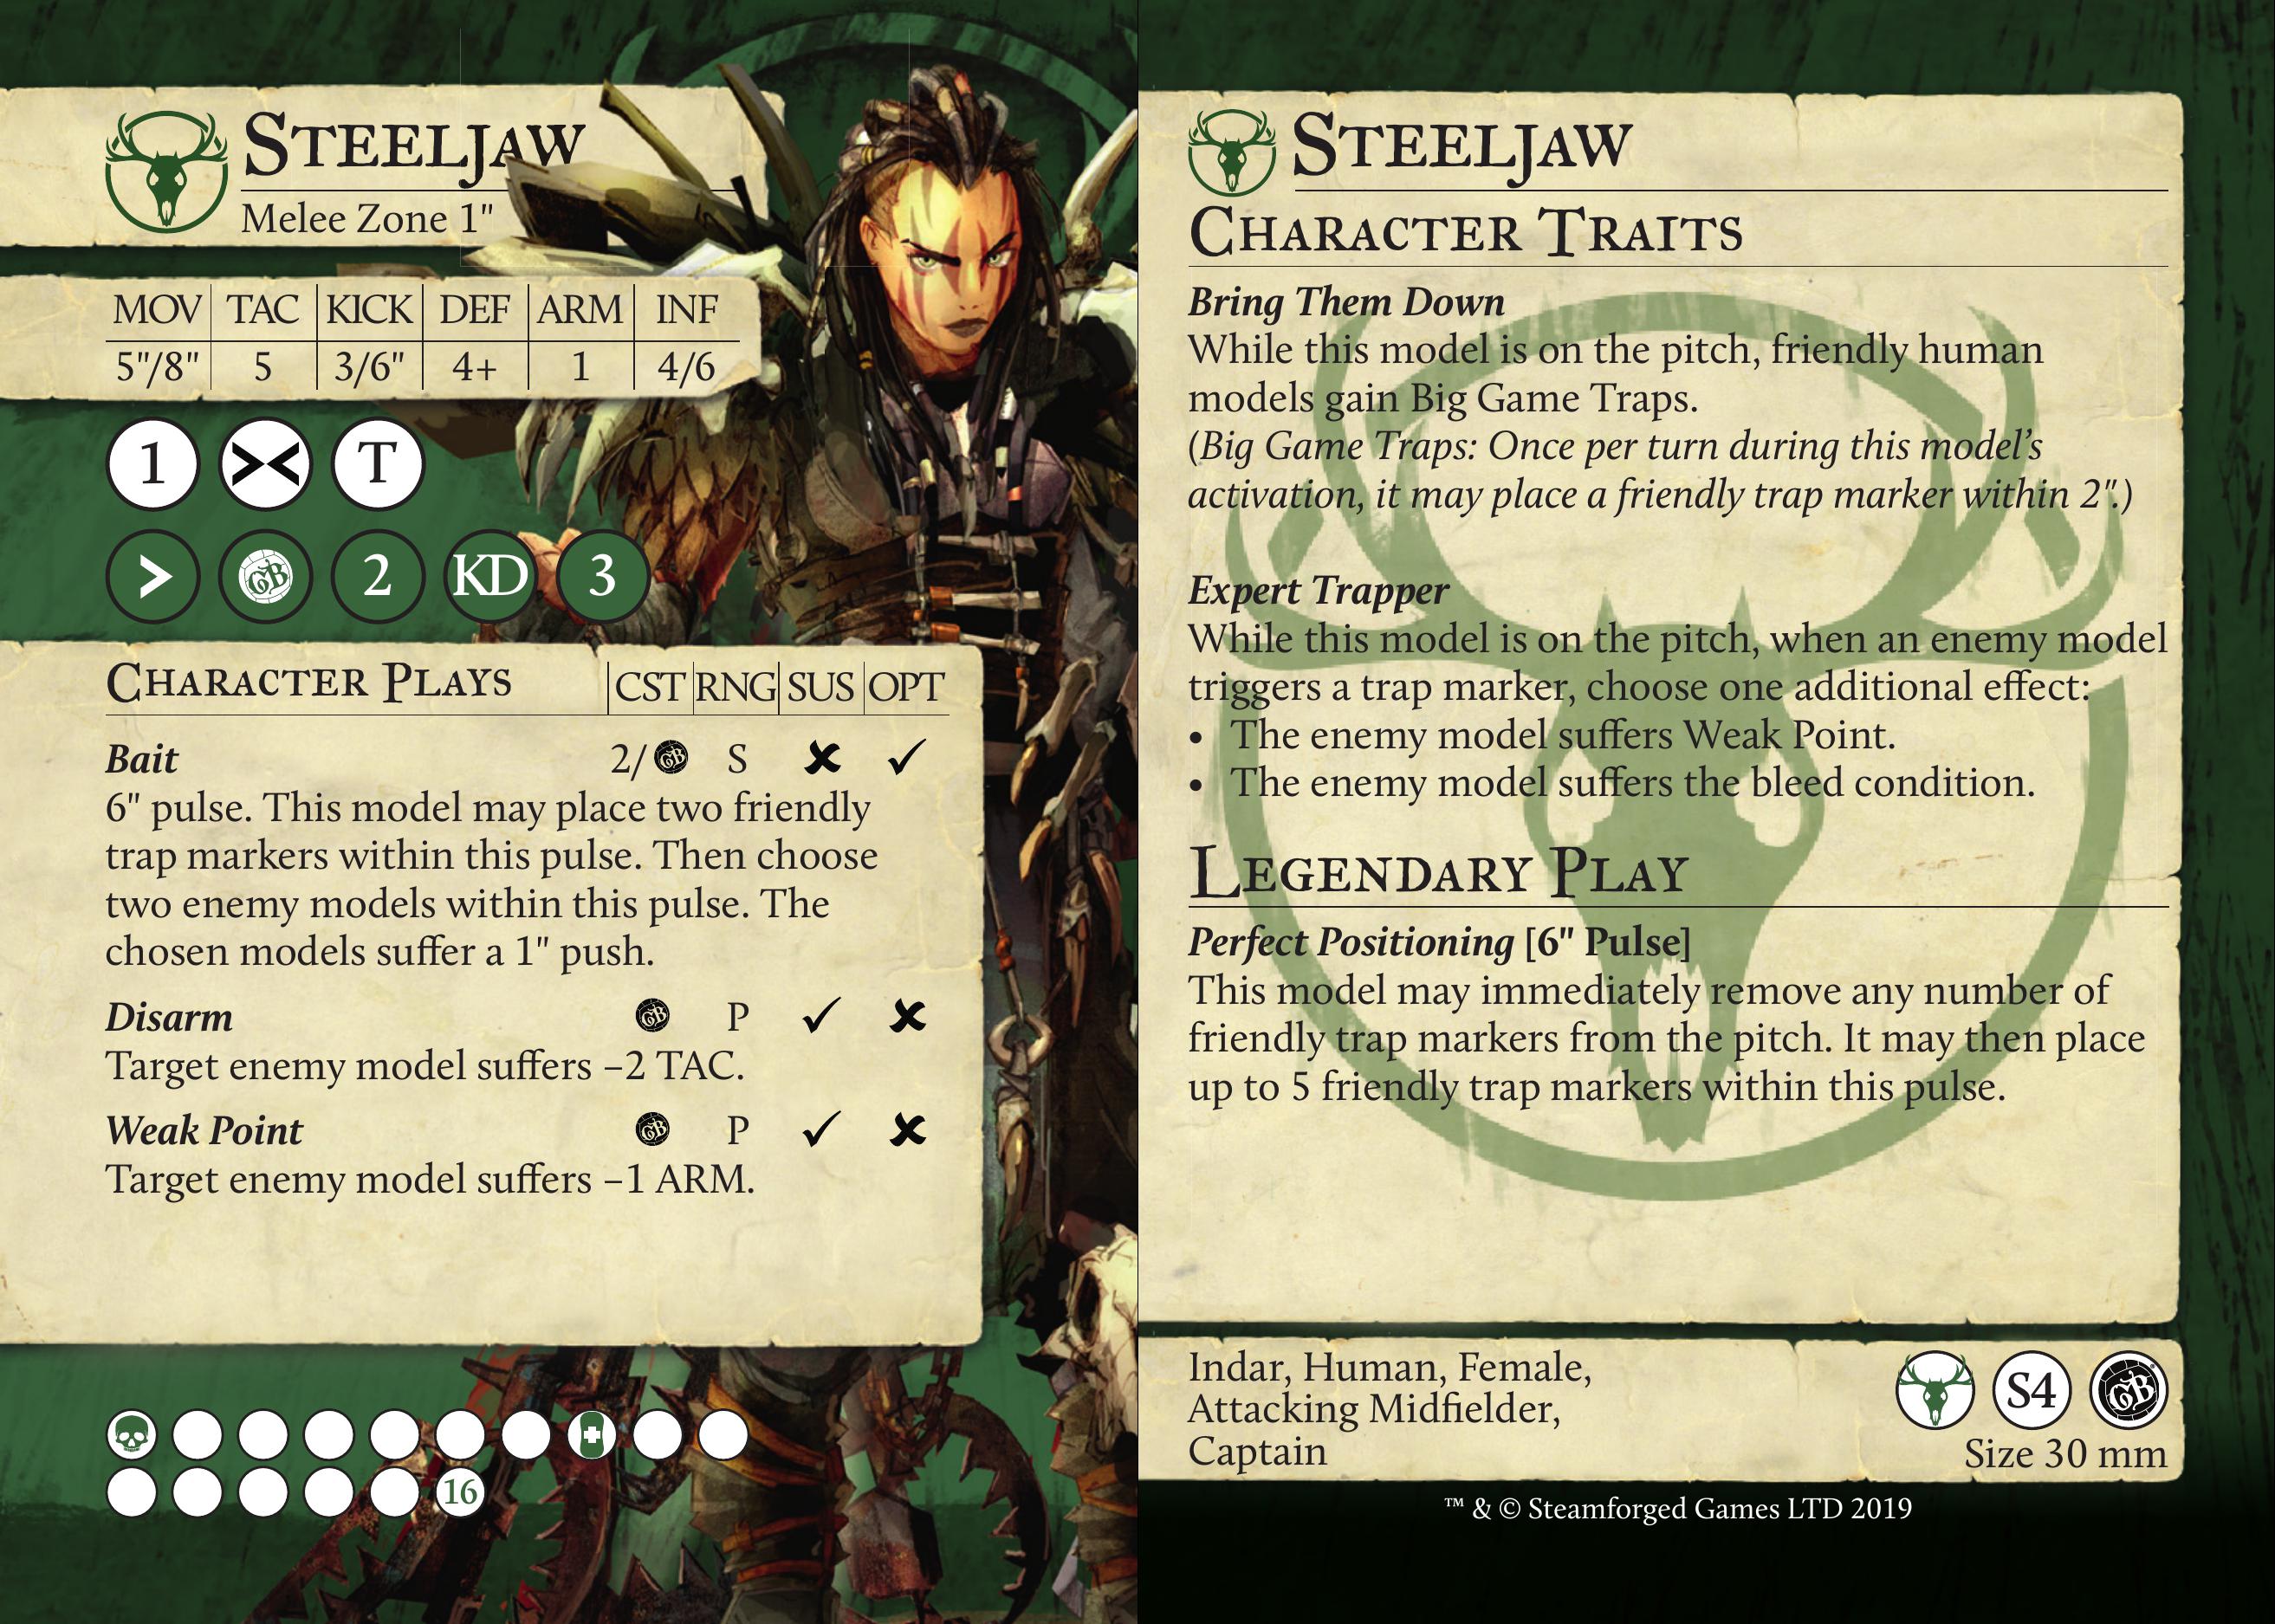 STEELJAW
Melee Zone 1"
MOV TAC KICK DEF ARM INF
5"/8" 5 3/6" 4+ 1 4/6
1 >< T
> GB 2 KD 3
CHARACTER PLAYS CST RNG SUS OPT
Bait 2/GB S ✘ ✓
6" pulse. This model may place two friendly
trap markers within this pulse. Then choose
two enemy models within this pulse. The
chosen models suffer a 1" push.
Disarm GB P ✓ ✘
Target enemy model suffers –2 TAC.
Weak Point GB P ✓ ✘
Target enemy model suffers –1 ARM.
16
STEELJAW
CHARACTER TRAITS
Bring Them Down
While this model is on the pitch, friendly human
models gain Big Game Traps.
(Big Game Traps: Once per turn during this model's
activation, it may place a friendly trap marker within 2".)
Expert Trapper
While this model is on the pitch, when an enemy model
triggers a trap marker, choose one additional effect:
• The enemy model suffers Weak Point.
• The enemy model suffers the bleed condition.
LEGENDARY PLAY
Perfect Positioning [6" Pulse]
This model may immediately remove any number of
friendly trap markers from the pitch. It may then place
up to 5 friendly trap markers within this pulse.
Indar, Human, Female,
Attacking Midfielder,
Captain
S4 GB
Size 30 mm
™ & © Steamforged Games LTD 2019